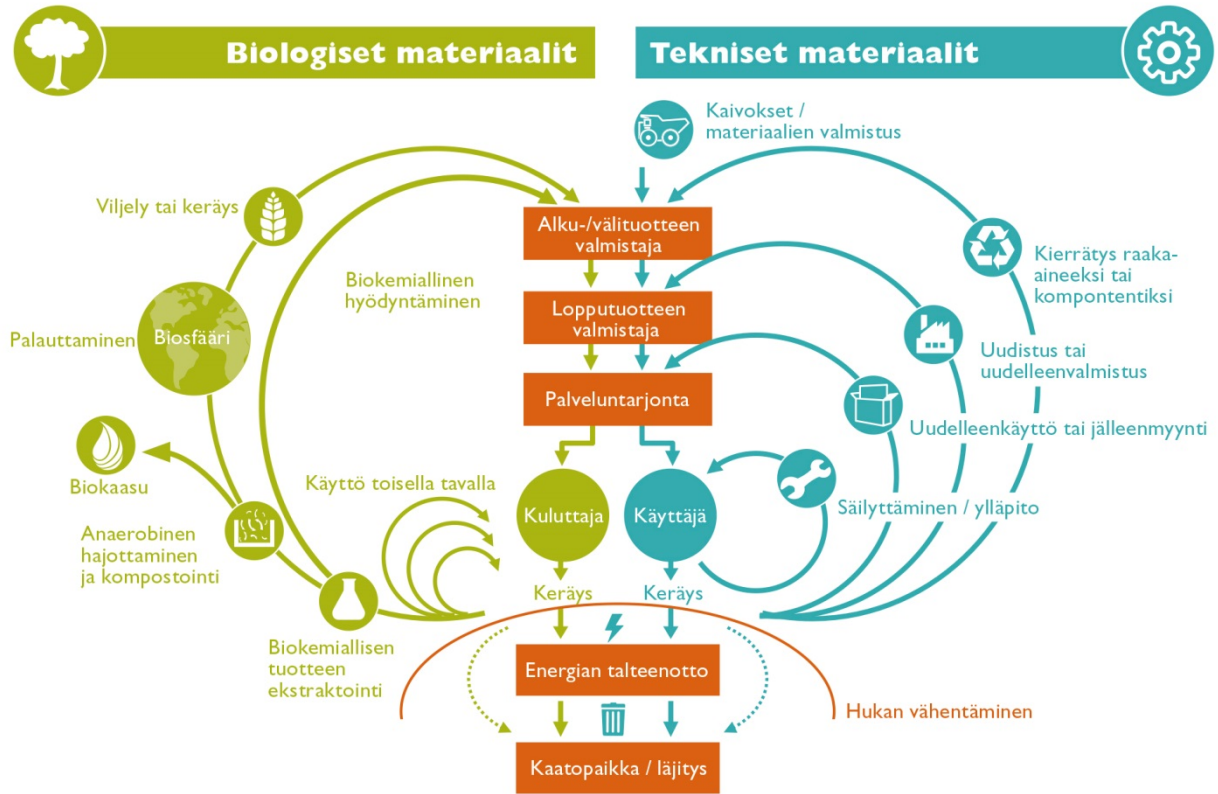 Biologiset materiaalit
Tekniset materiaalit
Kaivokset /
materiaalien valmistus
Viljely tai keräys
Alku-/välituotteen
valmistaja
Biokemiallinen
hyödyntäminen
Kierrätys raaka-
aineeksi tai
kompontentiksi
Palauttaminen
Biosfääri
Lopputuotteen
valmistaja
Uudistus tai
uudelleenvalmistus
Palveluntarjonta
Uudelleenkäyttö tai jälleenmyynti
Biokaasu
Käyttö toisella tavalla
Kuluttaja
Käyttäjä
Säilyttäminen / ylläpito
Anaerobinen
hajottaminen
ja kompostointi
Keräys
Keräys
Biokemiallisen
tuotteen
ekstraktointi
Energian talteenotto
Hukan vähentäminen
Kaatopaikka / läjitys